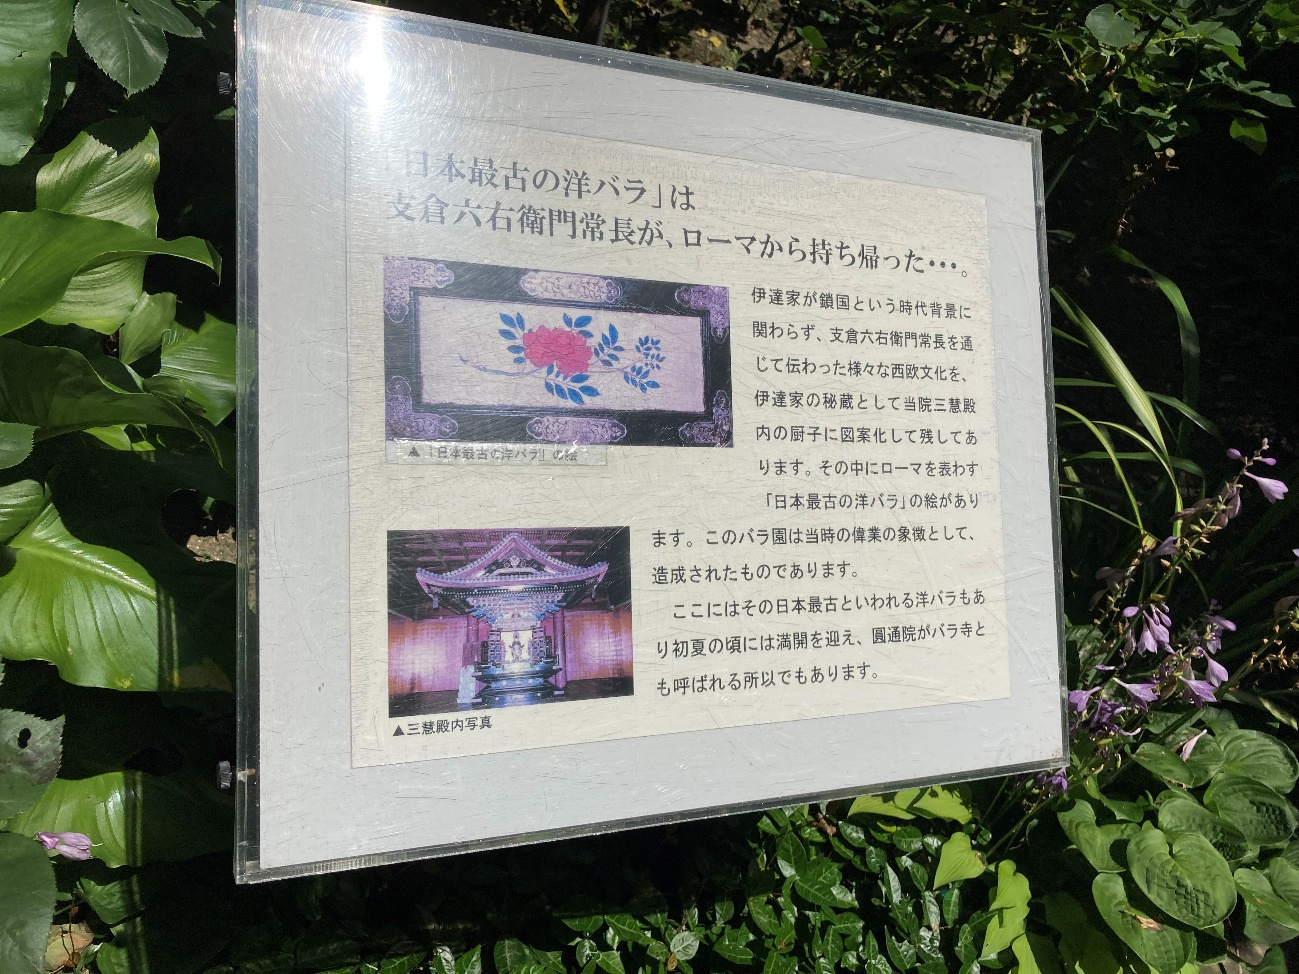 「日本最古の洋バラ」は
支倉六右衛門常長が、ローマから持ち帰った・・・。
伊達家が鎖国という時代背景に
関わらず、支倉六右衛門常長を通
じて伝わった様々な西欧文化を、
伊達家の秘蔵として当院三慧殿
内の厨子に図案化して残してあ
ります。その中にローマを表わす
「日本最古の洋バラ」の絵があり
ます。このバラ園は当時の偉業の象徴として、
造成されたものであります。
ここにはその日本最古といわれる洋バラもあ
り初夏の頃には満開を迎え、圓通院がバラ寺と
も呼ばれる所以でもあります。
▲「日本最古の洋バラ」の絵
▲三慧殿内写真